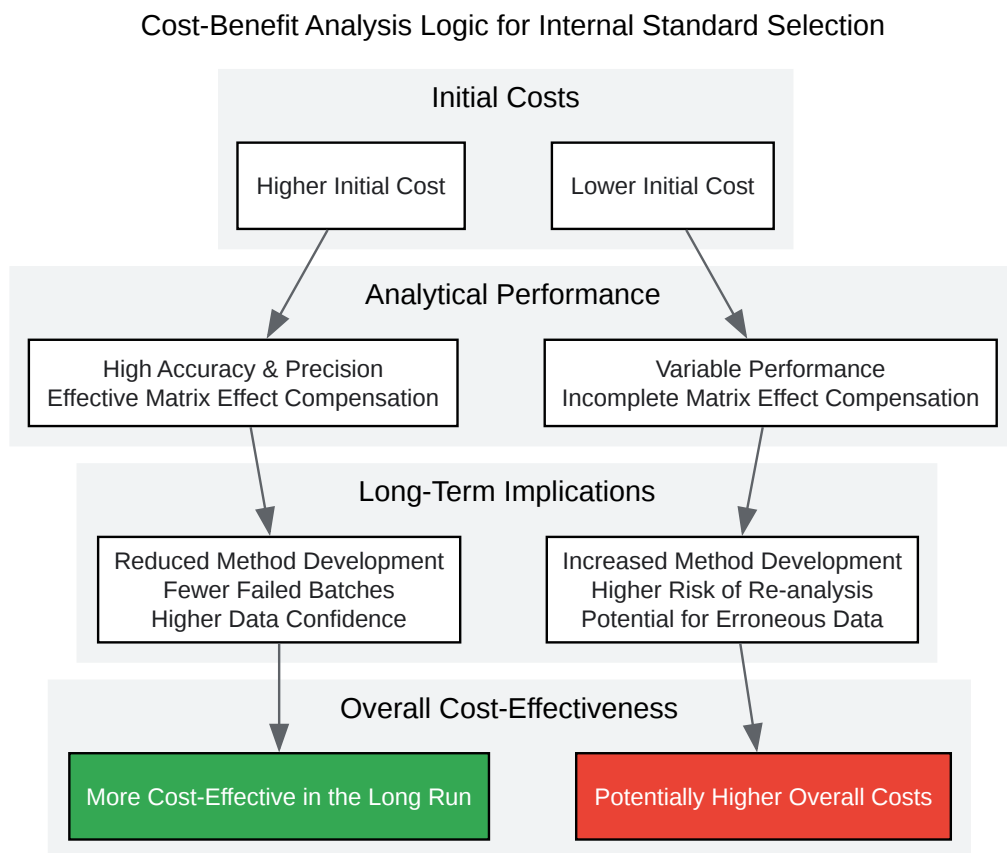 Cost-Benefit Analysis Logic for Internal Standard Selection
Initial Costs
Higher Initial Cost
Lower Initial Cost
Analytical Performance
High Accuracy & Precision
Effective Matrix Effect Compensation
Variable Performance
Incomplete Matrix Effect Compensation
Long-Term Implications
Reduced Method Development
Fewer Failed Batches
Higher Data Confidence
Increased Method Development
Higher Risk of Re-analysis
Potential for Erroneous Data
Overall Cost-Effectiveness
More Cost-Effective in the Long Run
Potentially Higher Overall Costs